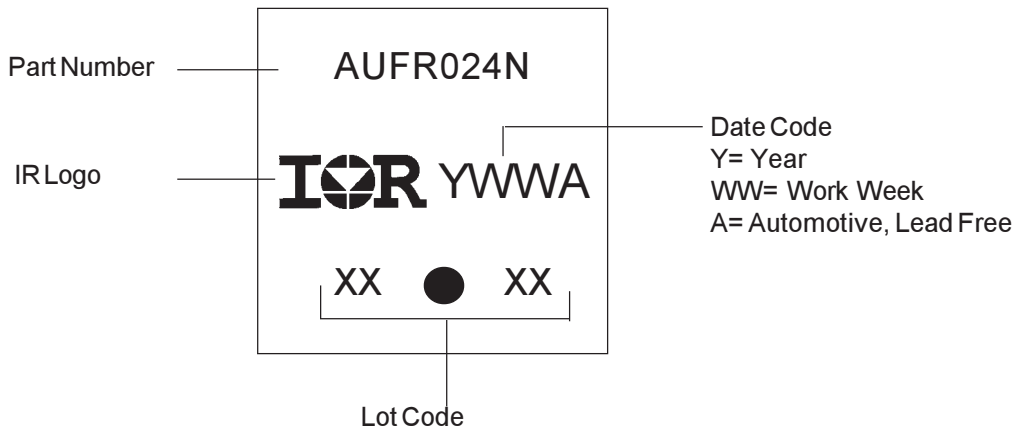 Part Number
AUFR024N
IR Logo
IOR YWWA
Date Code
Y= Year
WW= Work Week
A= Automotive, Lead Free
XX XX
Lot Code